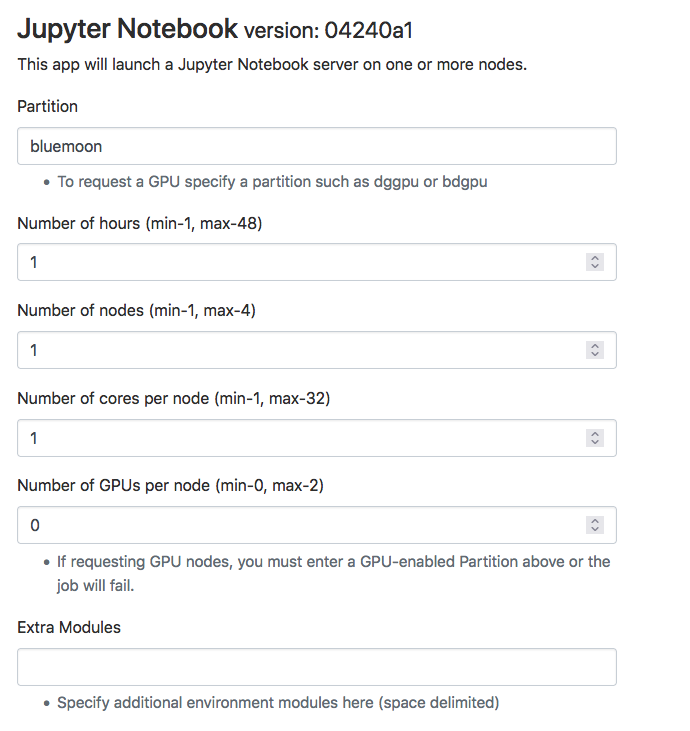 Jupyter Notebook version: 04240a1
This app will launch a Jupyter Notebook server on one or more nodes.
Partition
bluemoon
• To request a GPU specify a partition such as dggpu or bdgpu
Number of hours (min-1, max-48)
1
Number of nodes (min-1, max-4)
1
Number of cores per node (min-1, max-32)
1
Number of GPUs per node (min-0, max-2)
0
• If requesting GPU nodes, you must enter a GPU-enabled Partition above or the
job will fail.
Extra Modules
• Specify additional environment modules here (space delimited)